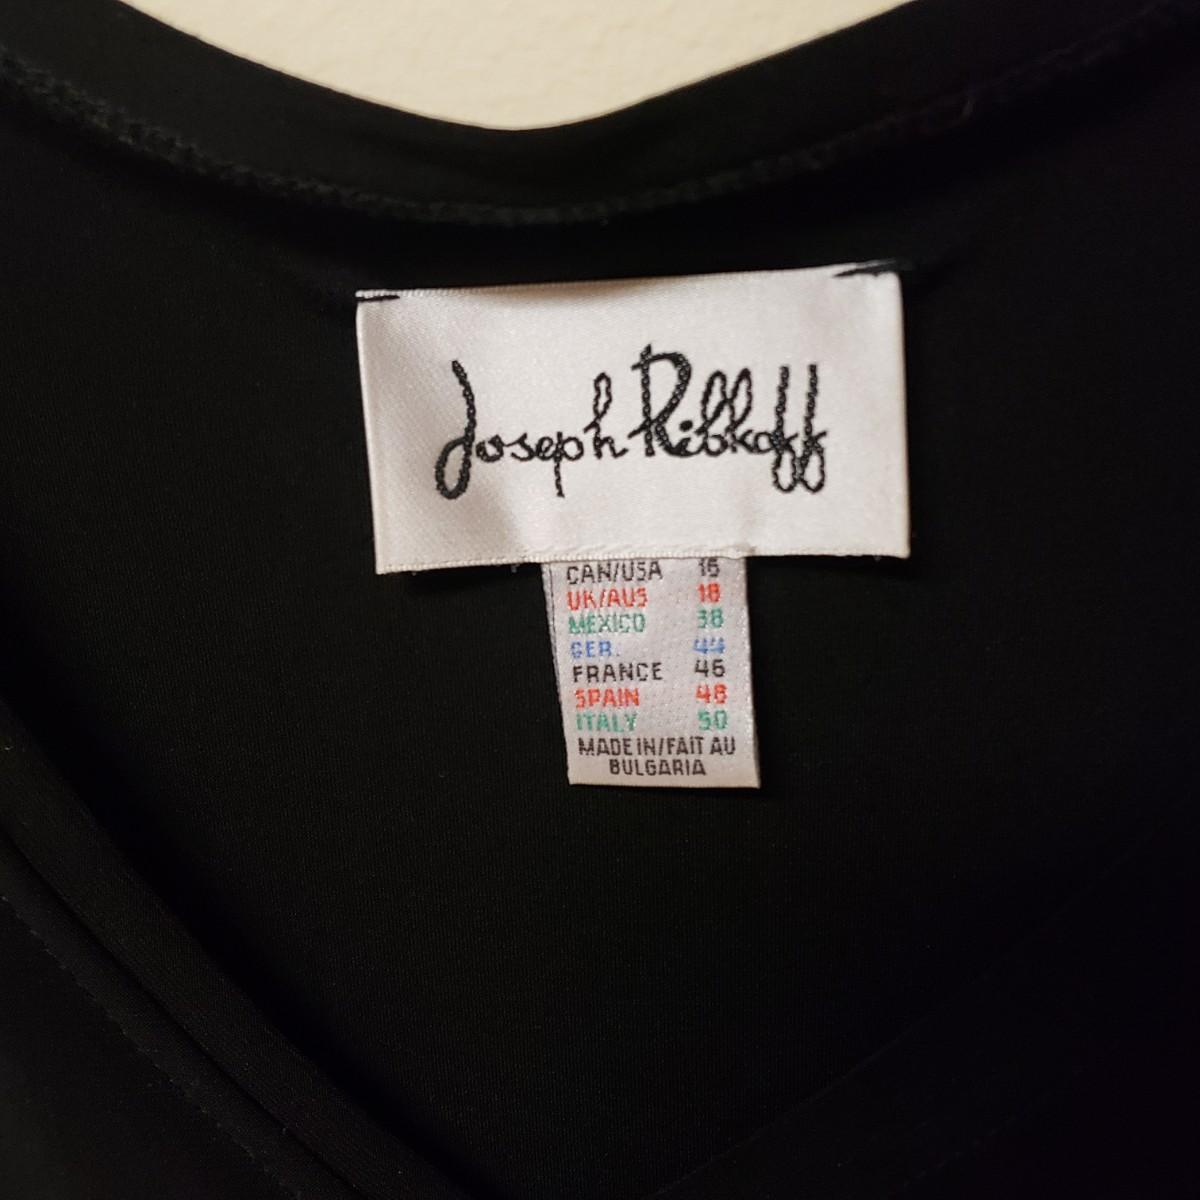 Joseph Ribkoff
CAN/USA 16
UK/AUS 18
MEXICO 38
GER. 44
FRANCE 46
SPAIN 48
ITALY 50
MADE IN/FAIT AU
BULGARIA